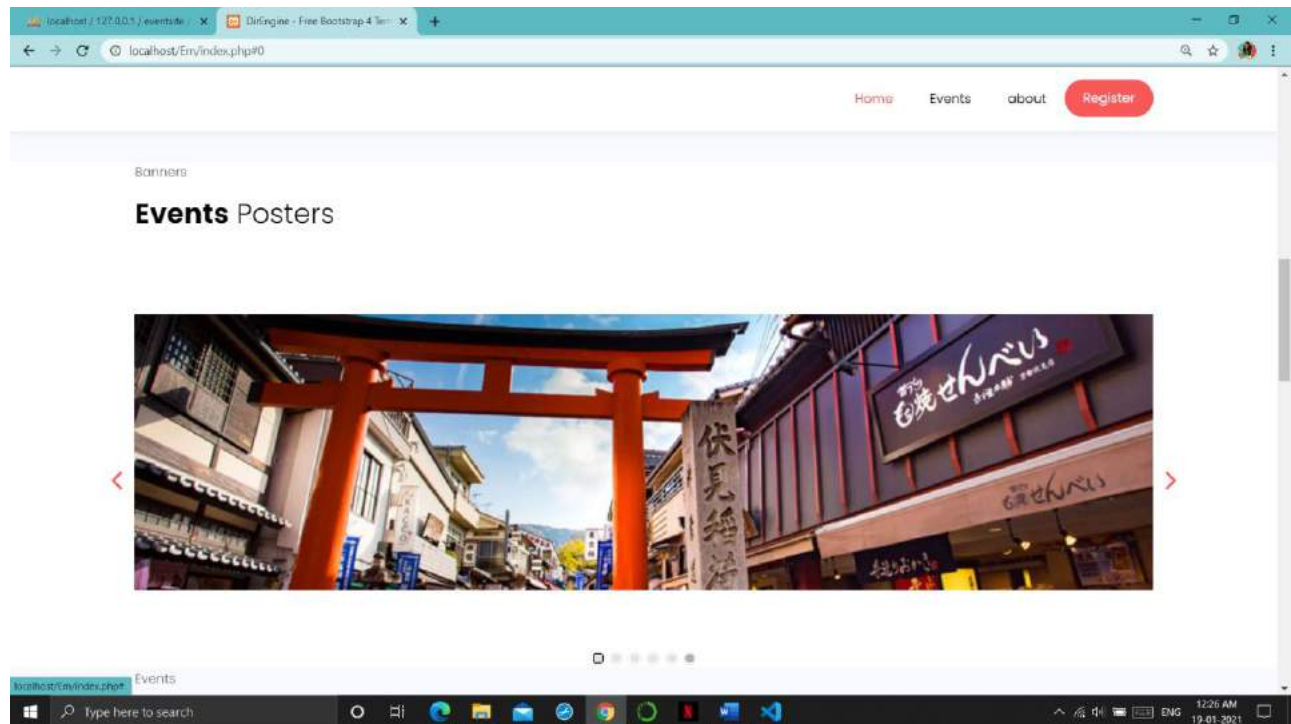 localhost / 127.0.0.1 / eventsite /
DirEngine - Free Bootstrap 4 Tem
localhost/Em/index.php#0
Home Events about Register
Banners
Events Posters
焼せんべい
せんべい
伏見稲
Events
localhost/Em/index.php#
Type here to search
ENG
12:26 AM
19-01-2021